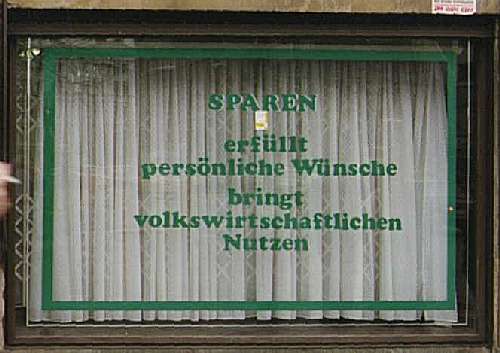 SPAREN
erfüllt
persönliche Wünsche
bringt
volkswirtschaftlichen
Nutzen